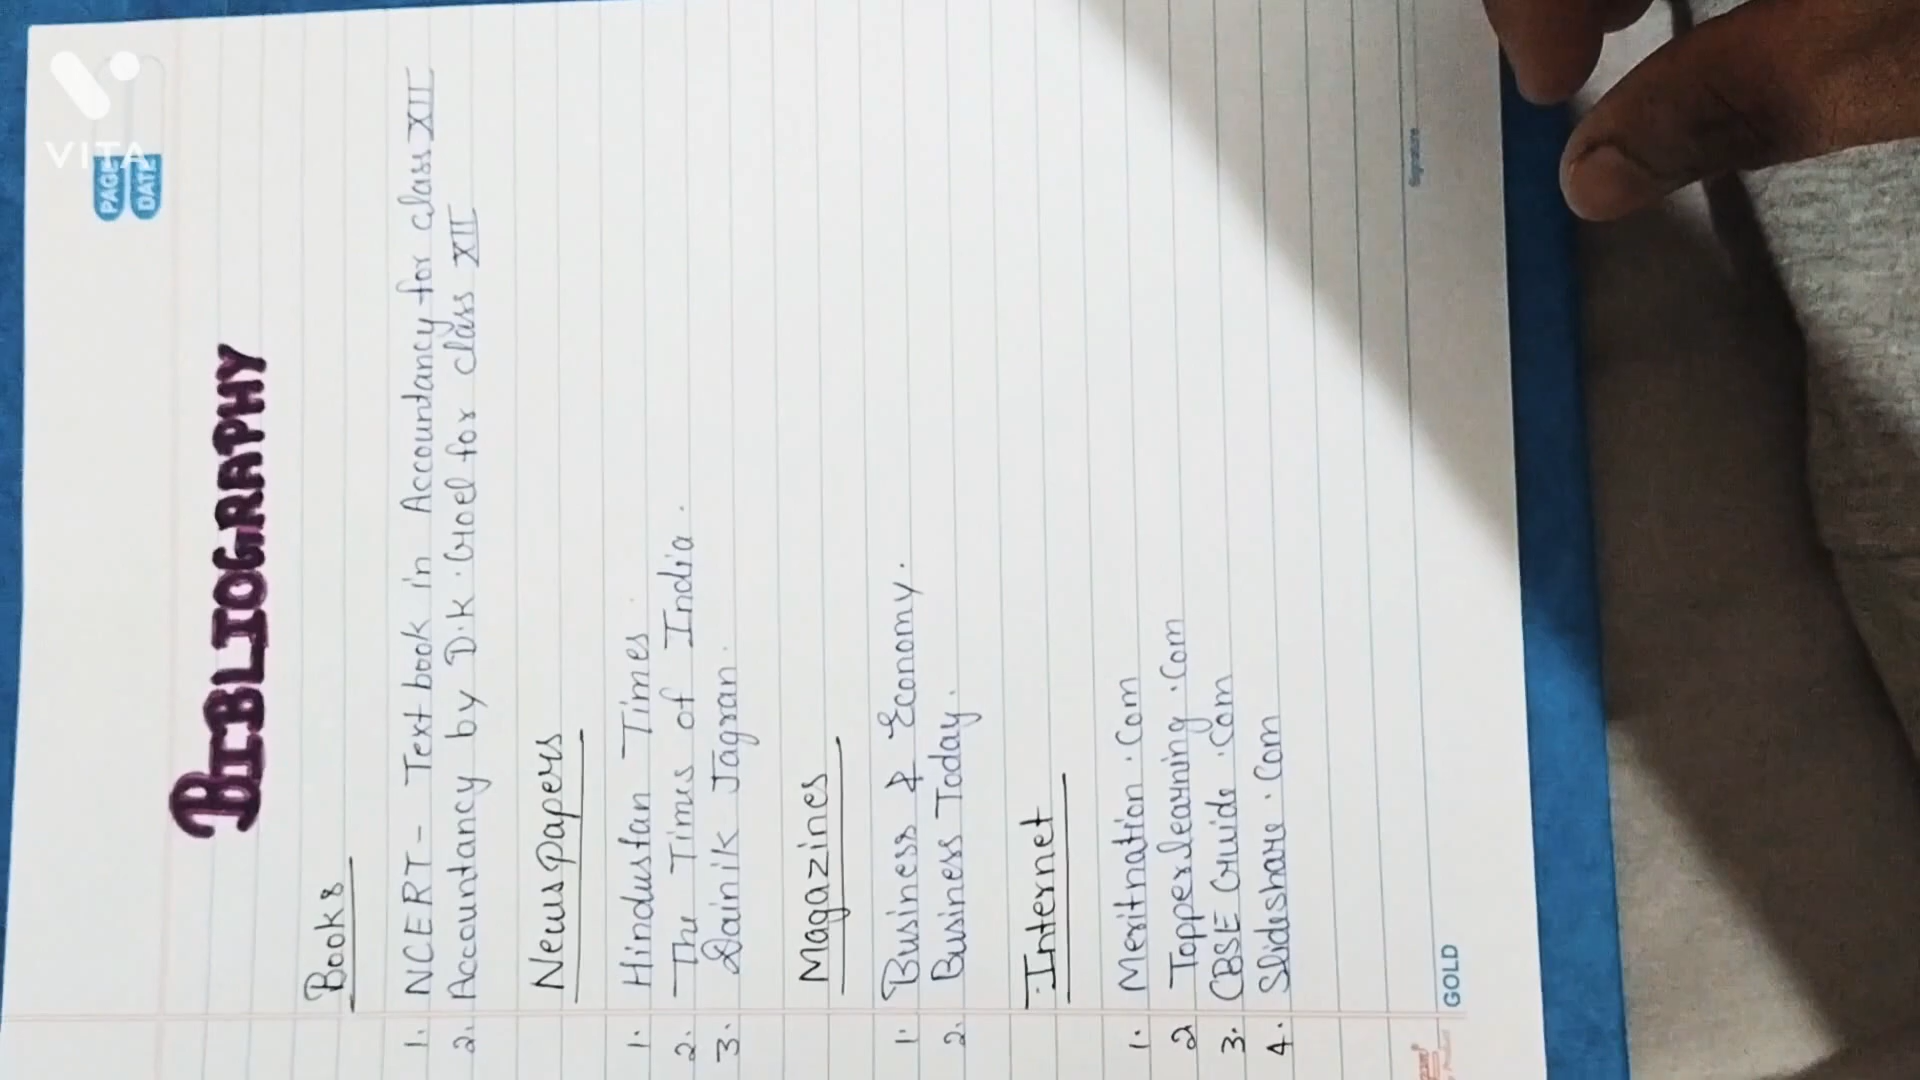 VITA
PAGE
DATE
BIBLIOGRAPHY
Books
1. NCERT - Text book in Accountancy for class XII
2. Accountancy by D.K. Goel for class XII
Newspapers
1. Hindustan Times.
2. The Times of India.
3. Dainik Jagran.
Magazines
1. Business & Economy.
2. Business Today.
Internet
1. Meritnation.Com
2 Topperlearning.Com
3. CBSE Guide.Com
4. Slideshare.Com
GOLD
Signature